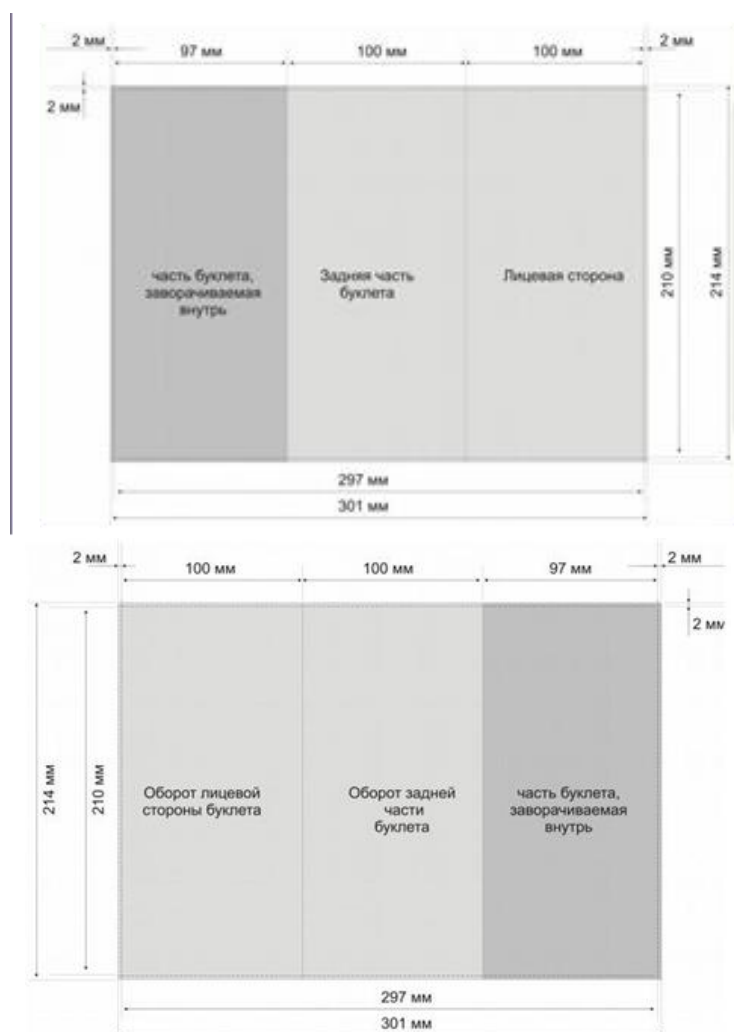 2 мм
97 мм
100 мм
100 мм
2 мм
2 мм
часть буклета,
заворачиваемая
внутрь
Задняя часть
буклета
Лицевая сторона
210 мм
214 мм
297 мм
301 мм
2 мм
100 мм
100 мм
97 мм
2 мм
2 мм
214 мм
210 мм
Оборот лицевой
стороны буклета
Оборот задней
части
буклета
часть буклета,
заворачиваемая
внутрь
297 мм
301 мм